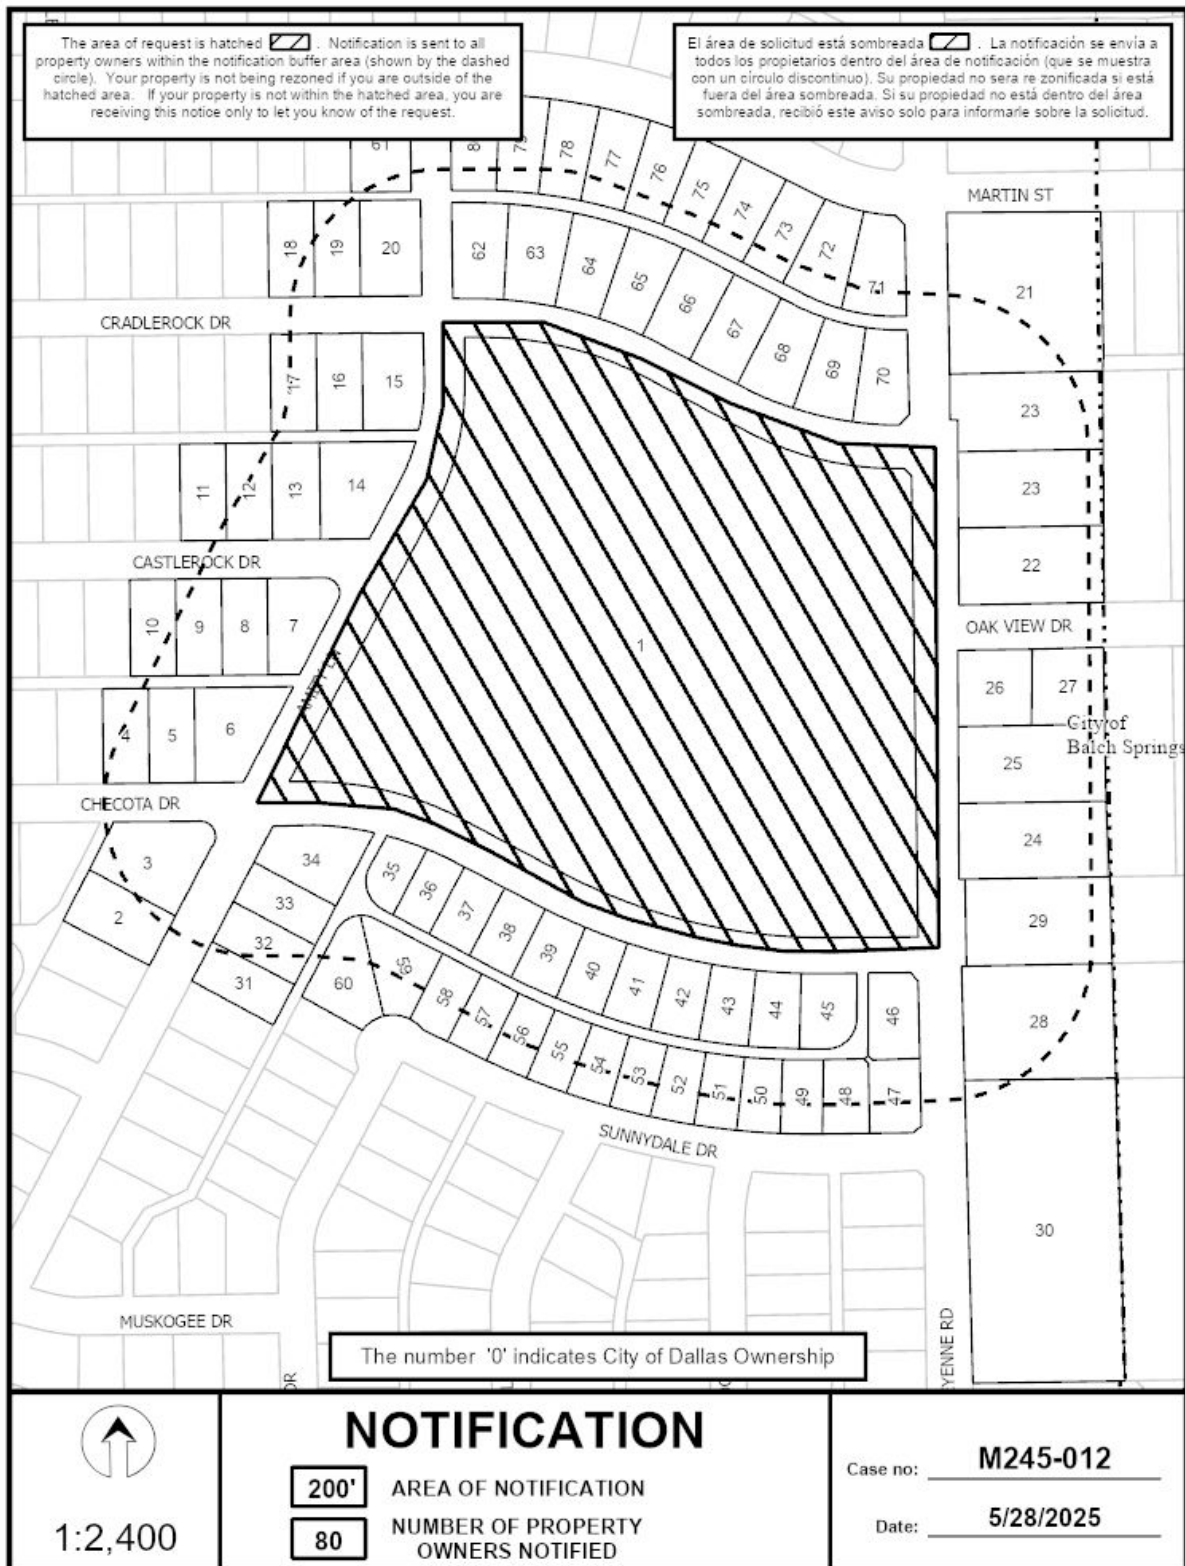 The area of request is hatched . Notification is sent to all
property owners within the notification buffer area (shown by the dashed
circle). Your property is not being rezoned if you are outside of the
hatched area. If your property is not within the hatched area, you are
receiving this notice only to let you know of the request.
El área de solicitud está sombreada . La notificación se envía a
todos los propietarios dentro del área de notificación (que se muestra
con un círculo discontinuo). Su propiedad no sera re zonificada si está
fuera del área sombreada. Si su propiedad no está dentro del área
sombreada, recibió este aviso solo para informarle sobre la solicitud.
78
77
76
75
74
73
72
71
MARTIN ST
18
19
20
62
63
64
65
66
67
68
69
70
21
CRADLEROCK DR
17
16
15
23
11
12
13
14
23
CASTLEROCK DR
22
10
9
8
7
1
OAK VIEW DR
26
27
City of
Balch Springs
4
5
6
25
CHECOTA DR
24
3
34
35
36
37
38
39
40
41
42
43
44
45
46
2
33
32
31
29
60
59
58
57
56
55
54
53
52
51
50
49
48
47
28
SUNNYDALE DR
30
MUSKOGEE DR
DR
YENNE RD
The number '0' indicates City of Dallas Ownership
1:2,400
NOTIFICATION
200' AREA OF NOTIFICATION
80 NUMBER OF PROPERTY
OWNERS NOTIFIED
Case no: M245-012
Date: 5/28/2025